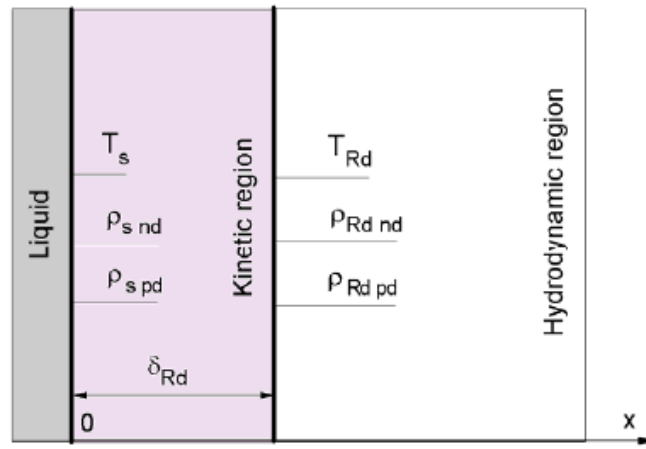 Liquid
T_s
ρ_s nd
ρ_s pd
δ_Rd
0
Kinetic region
T_Rd
ρ_Rd nd
ρ_Rd pd
Hydrodynamic region
x